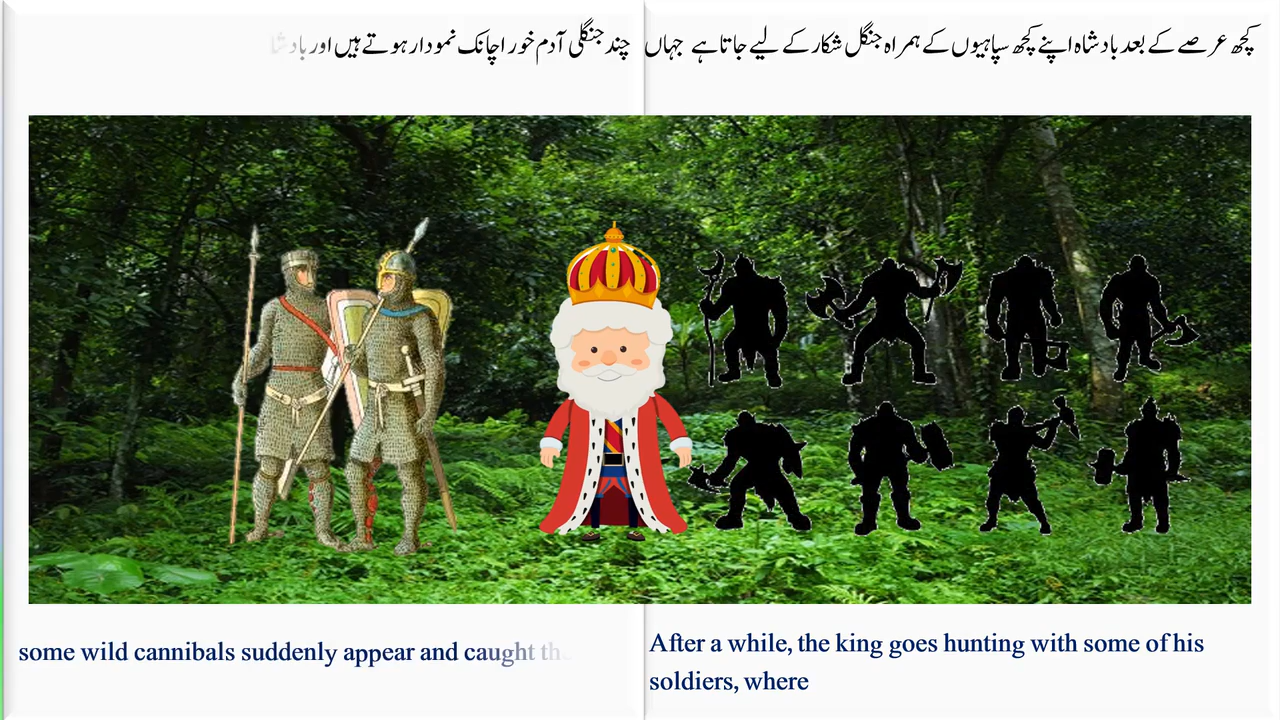 کچھ عرصے کے بعد بادشاہ اپنے کچھ سپاہیوں کے ہمراہ جنگل شکار کے لیے جاتا ہے جہاں
چند جنگلی آدم خور اچانک نمودار ہوتے ہیں اور
After a while, the king goes hunting with some of his
soldiers, where
some wild cannibals suddenly appear and caught